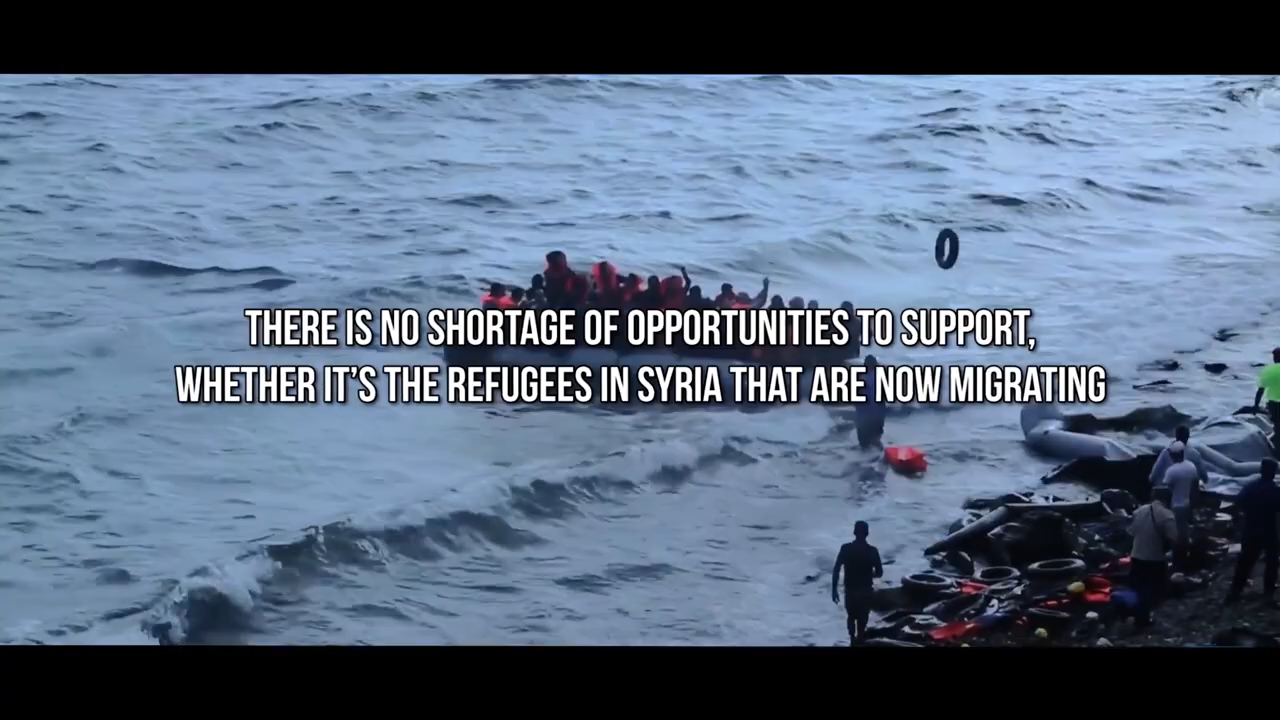 THERE IS NO SHORTAGE OF OPPORTUNITIES TO SUPPORT,
WHETHER IT'S THE REFUGEES IN SYRIA THAT ARE NOW MIGRATING